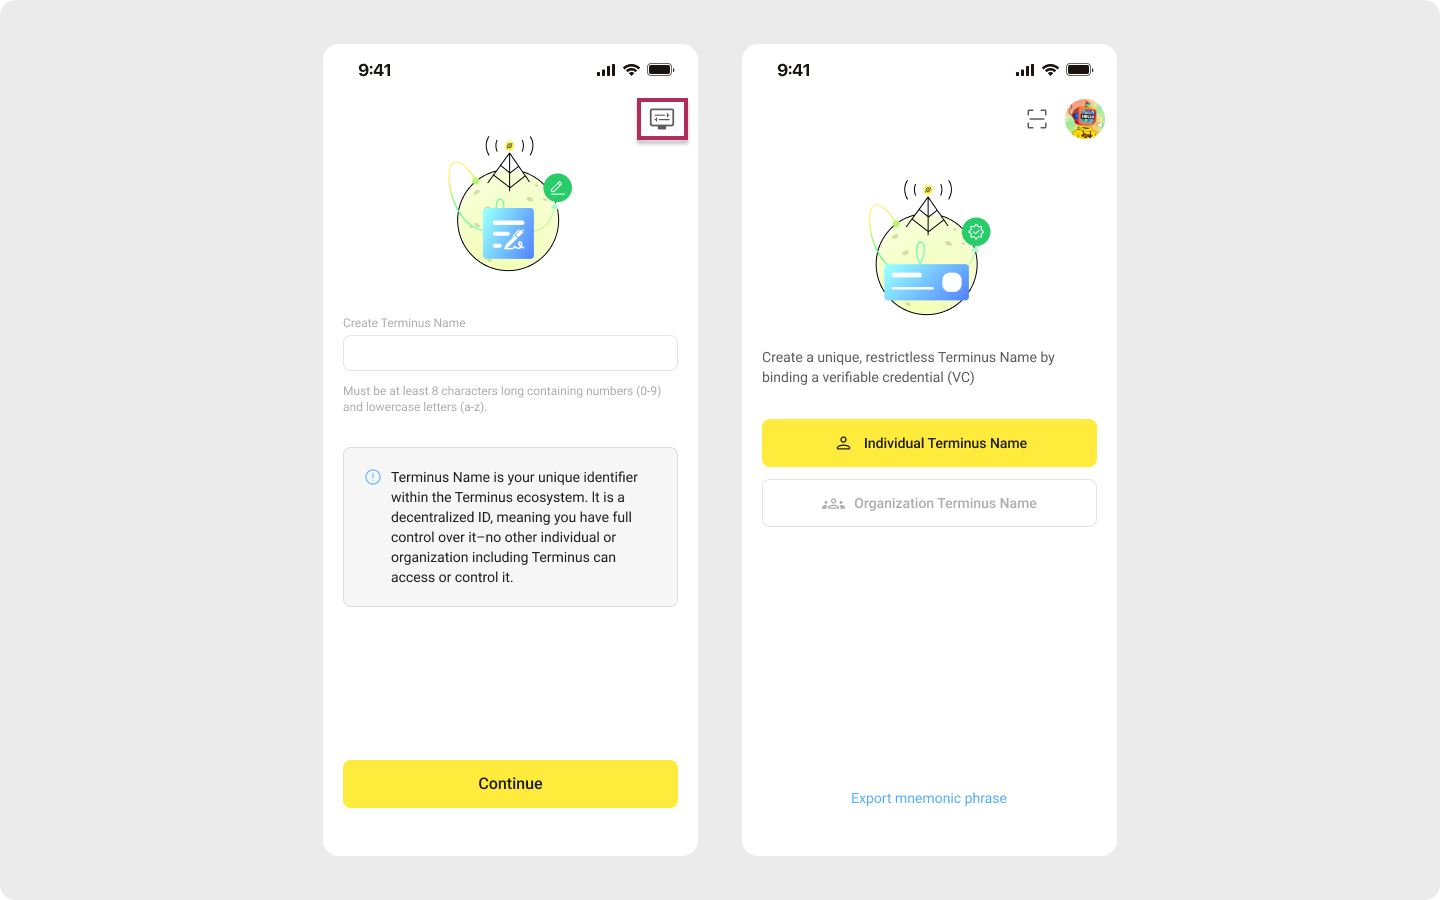 9:41
Create Terminus Name
Must be at least 8 characters long containing numbers (0-9)
and lowercase letters (a-z).
Terminus Name is your unique identifier
within the Terminus ecosystem. It is a
decentralized ID, meaning you have full
control over it–no other individual or
organization including Terminus can
access or control it.
Continue
9:41
Create a unique, restrictless Terminus Name by
binding a verifiable credential (VC)
Individual Terminus Name
Organization Terminus Name
Export mnemonic phrase